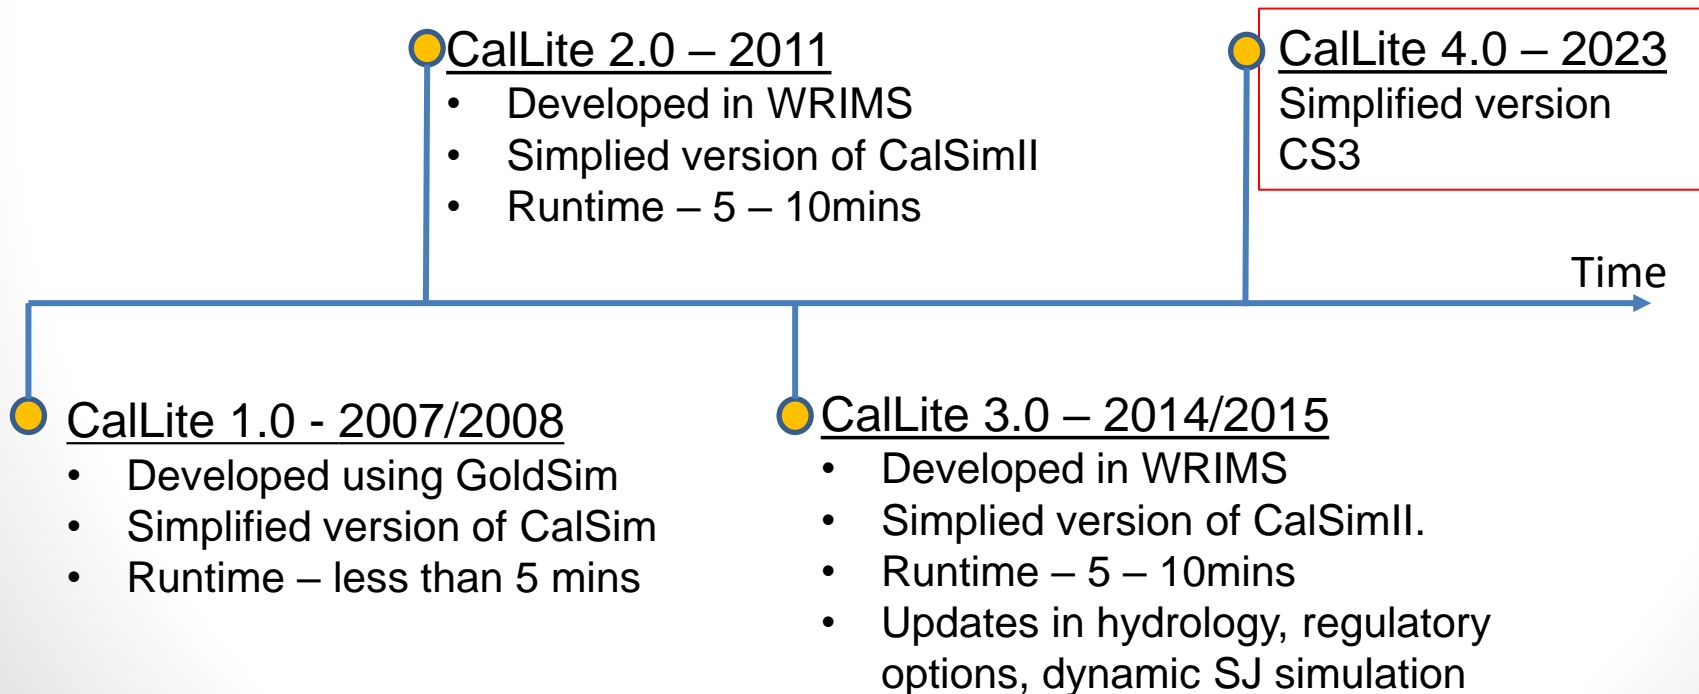 CalLite 2.0 – 2011
• Developed in WRIMS
• Simplied version of CalSimII
• Runtime – 5 – 10mins
CalLite 4.0 – 2023
Simplified version
CS3
Time
CalLite 1.0 - 2007/2008
• Developed using GoldSim
• Simplified version of CalSim
• Runtime – less than 5 mins
CalLite 3.0 – 2014/2015
• Developed in WRIMS
• Simplied version of CalSimII.
• Runtime – 5 – 10mins
• Updates in hydrology, regulatory
options, dynamic SJ simulation